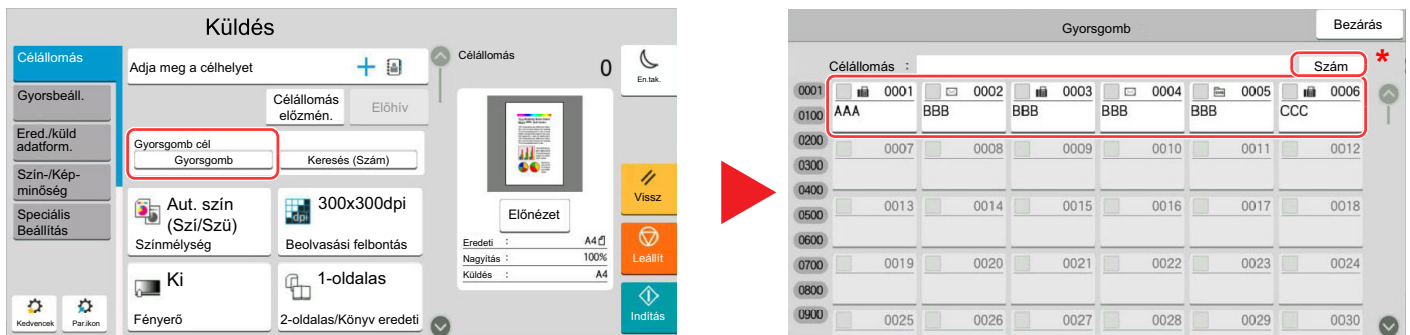 Küldés
Célállomás
Gyorsbeáll.
Ered./küld
adatform.
Szín-/Kép-
minőség
Speciális
Beállítás
Kedvencek
Par.ikon
Adja meg a célhelyet
Célállomás
előzmén.
Előhív
Gyorsgomb cél
Gyorsgomb
Keresés (Szám)
Aut. szín
(Szí/Szü)
Színmélység
dpi
300x300dpi
Beolvasási felbontás
Ki
Fényerő
1-oldalas
2-oldalas/Könyv eredeti
Célállomás 0
Előnézet
Eredeti : A4
Nagyítás : 100%
Küldés : A4
En.tak.
Vissz
Leállít
Indítás
Gyorsgomb
Bezárás
Célállomás :
Szám *
0001
0100
0200
0300
0400
0500
0600
0700
0800
0900
0001 0002 0003 0004 0005 0006
AAA BBB BBB BBB BBB CCC
0007 0008 0009 0010 0011 0012
0013 0014 0015 0016 0017 0018
0019 0020 0021 0022 0023 0024
0025 0026 0027 0028 0029 0030